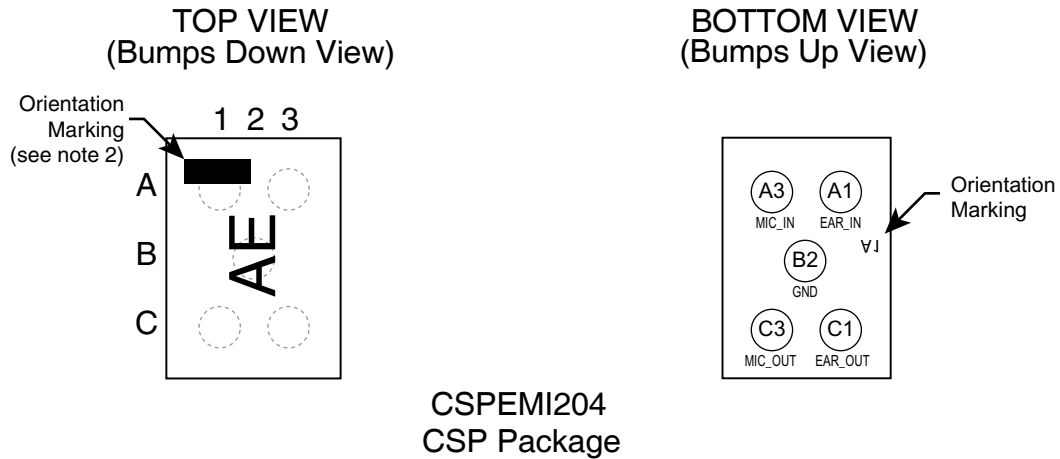 TOP VIEW
(Bumps Down View)
Orientation
Marking
(see note 2)
1 2 3
A
B
C
AE
BOTTOM VIEW
(Bumps Up View)
A3 A1
MIC_IN EAR_IN
A1
Orientation
Marking
B2
GND
C3 C1
MIC_OUT EAR_OUT
CSPEMI204
CSP Package